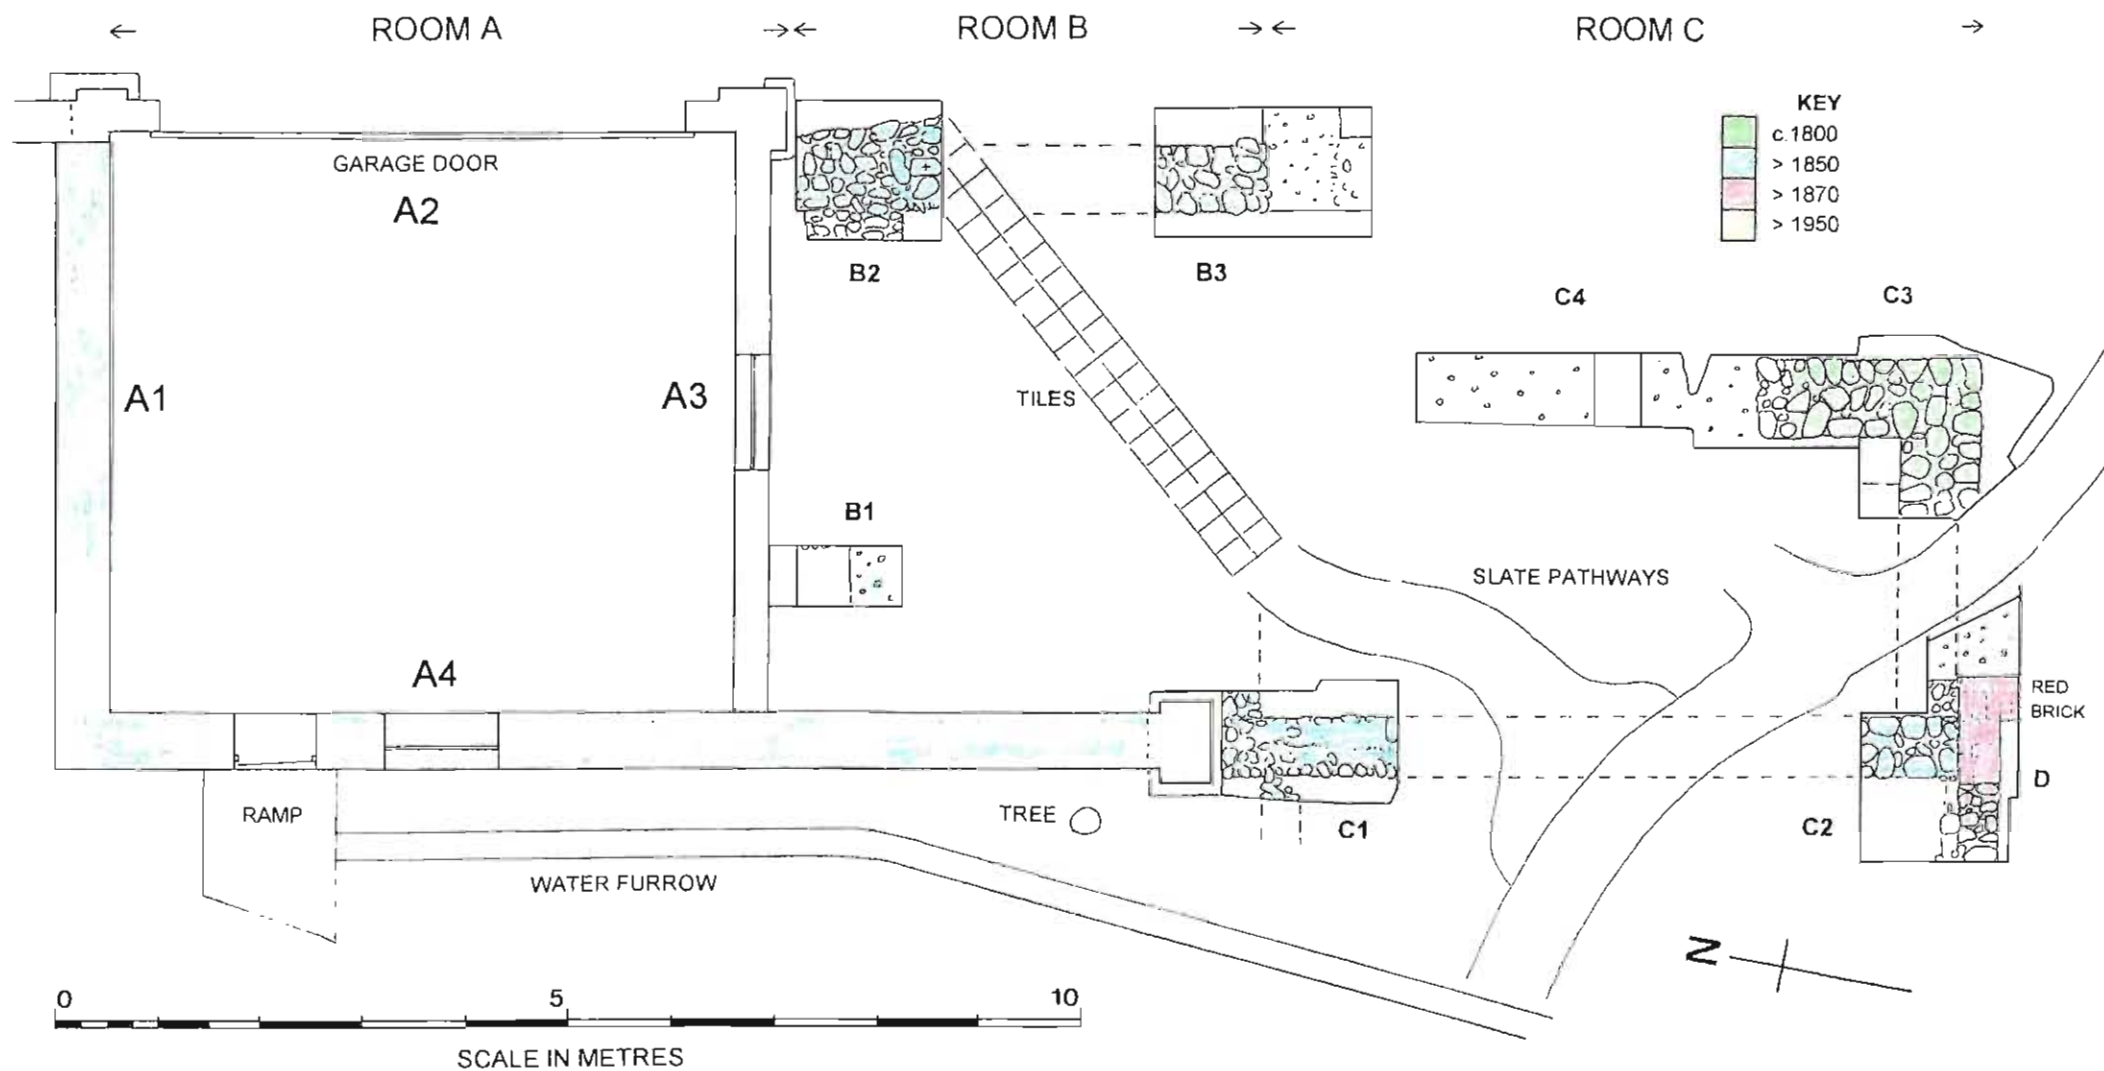 ← ROOM A →← ROOM B →← ROOM C →
KEY
c.1800
> 1850
> 1870
> 1950
GARAGE DOOR
A2
B2
B3
C4
C3
A1
A3
TILES
B1
SLATE PATHWAYS
A4
RED
BRICK
D
RAMP
TREE
C1
C2
WATER FURROW
N
0 5 10
SCALE IN METRES